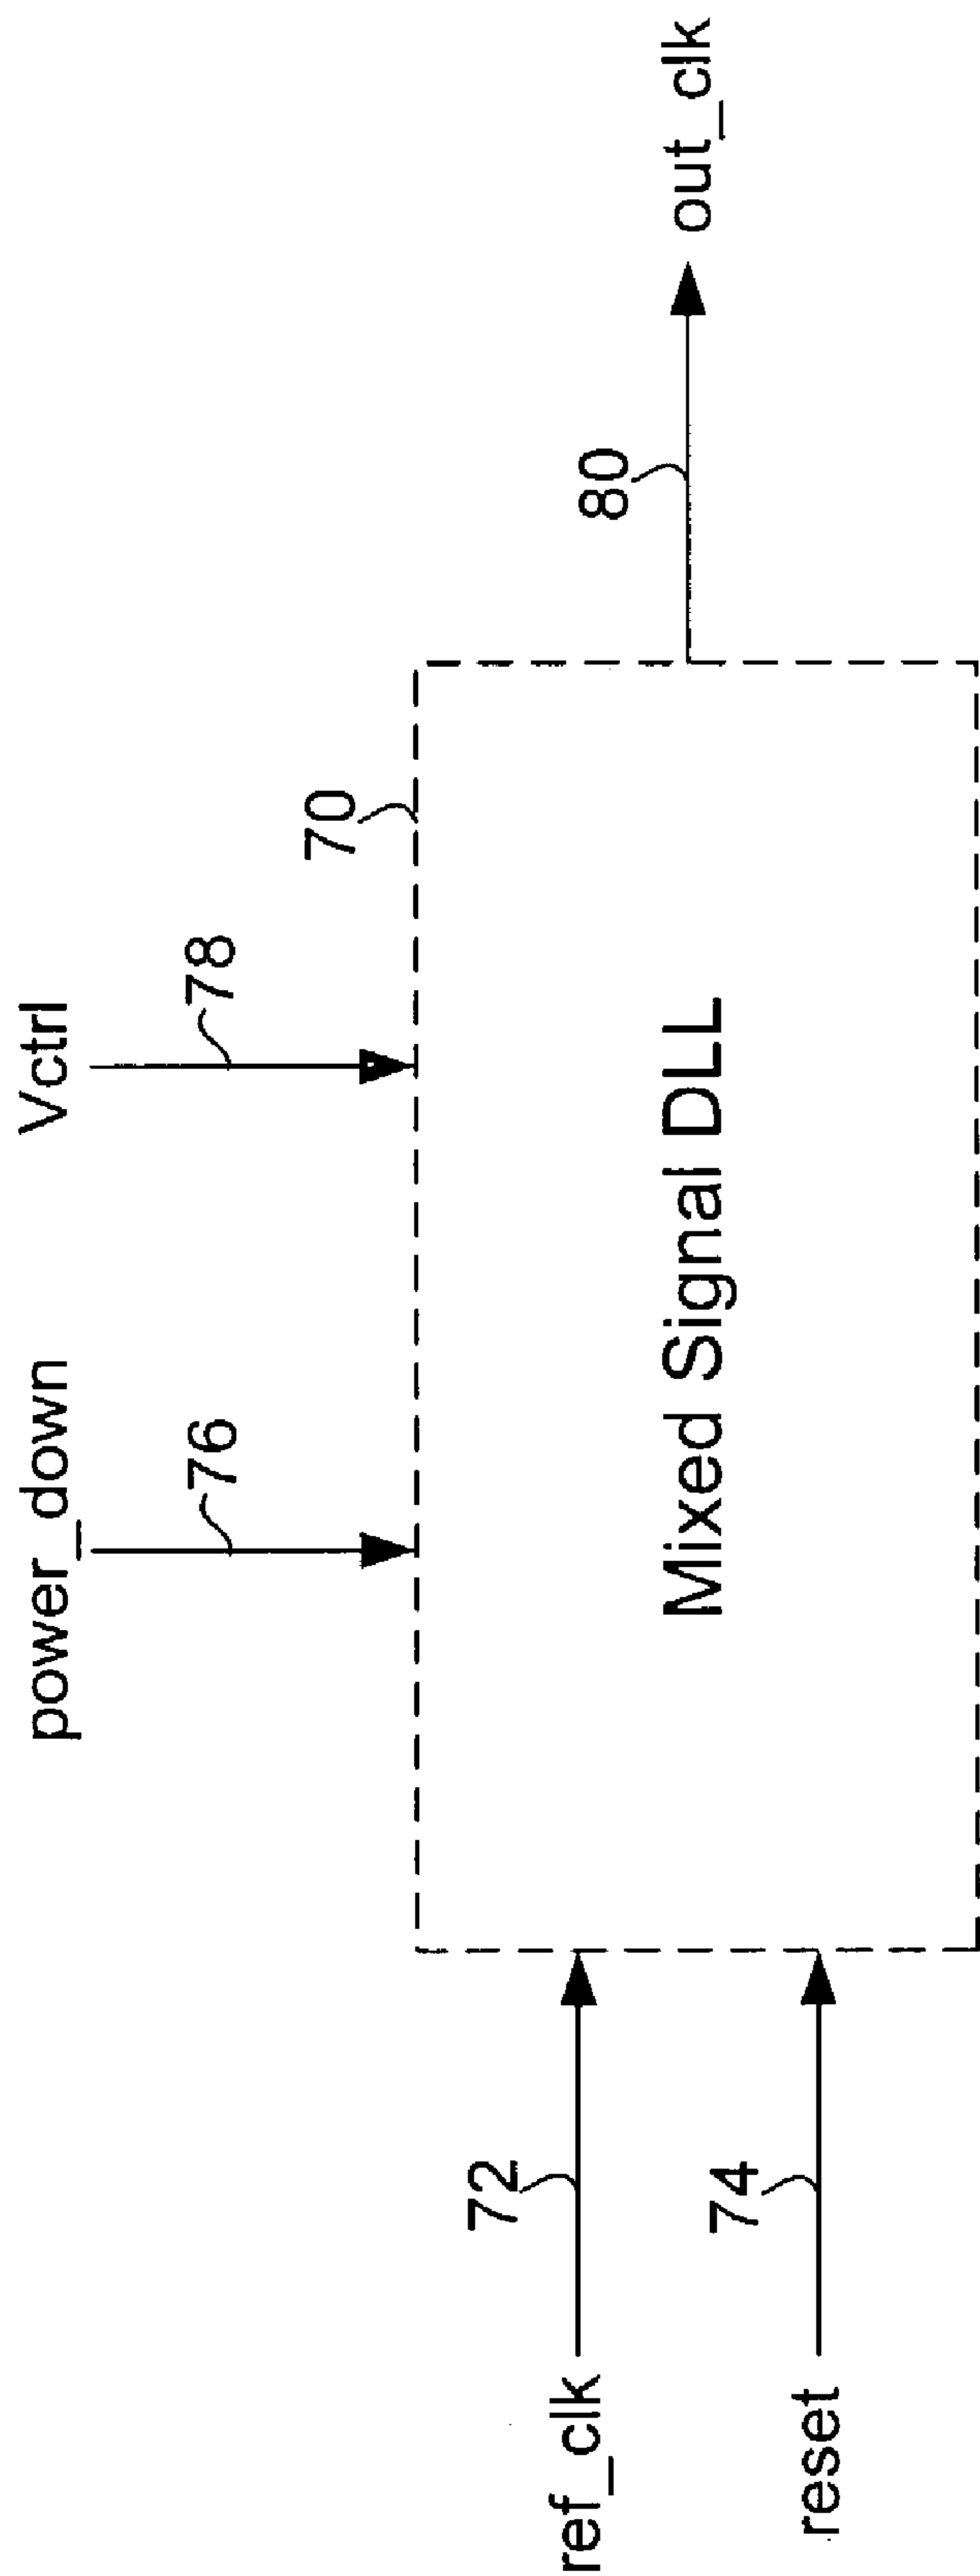 power_down
Vctrl
76
78
70
72
ref_clk
Mixed Signal DLL
80
out_clk
74
reset